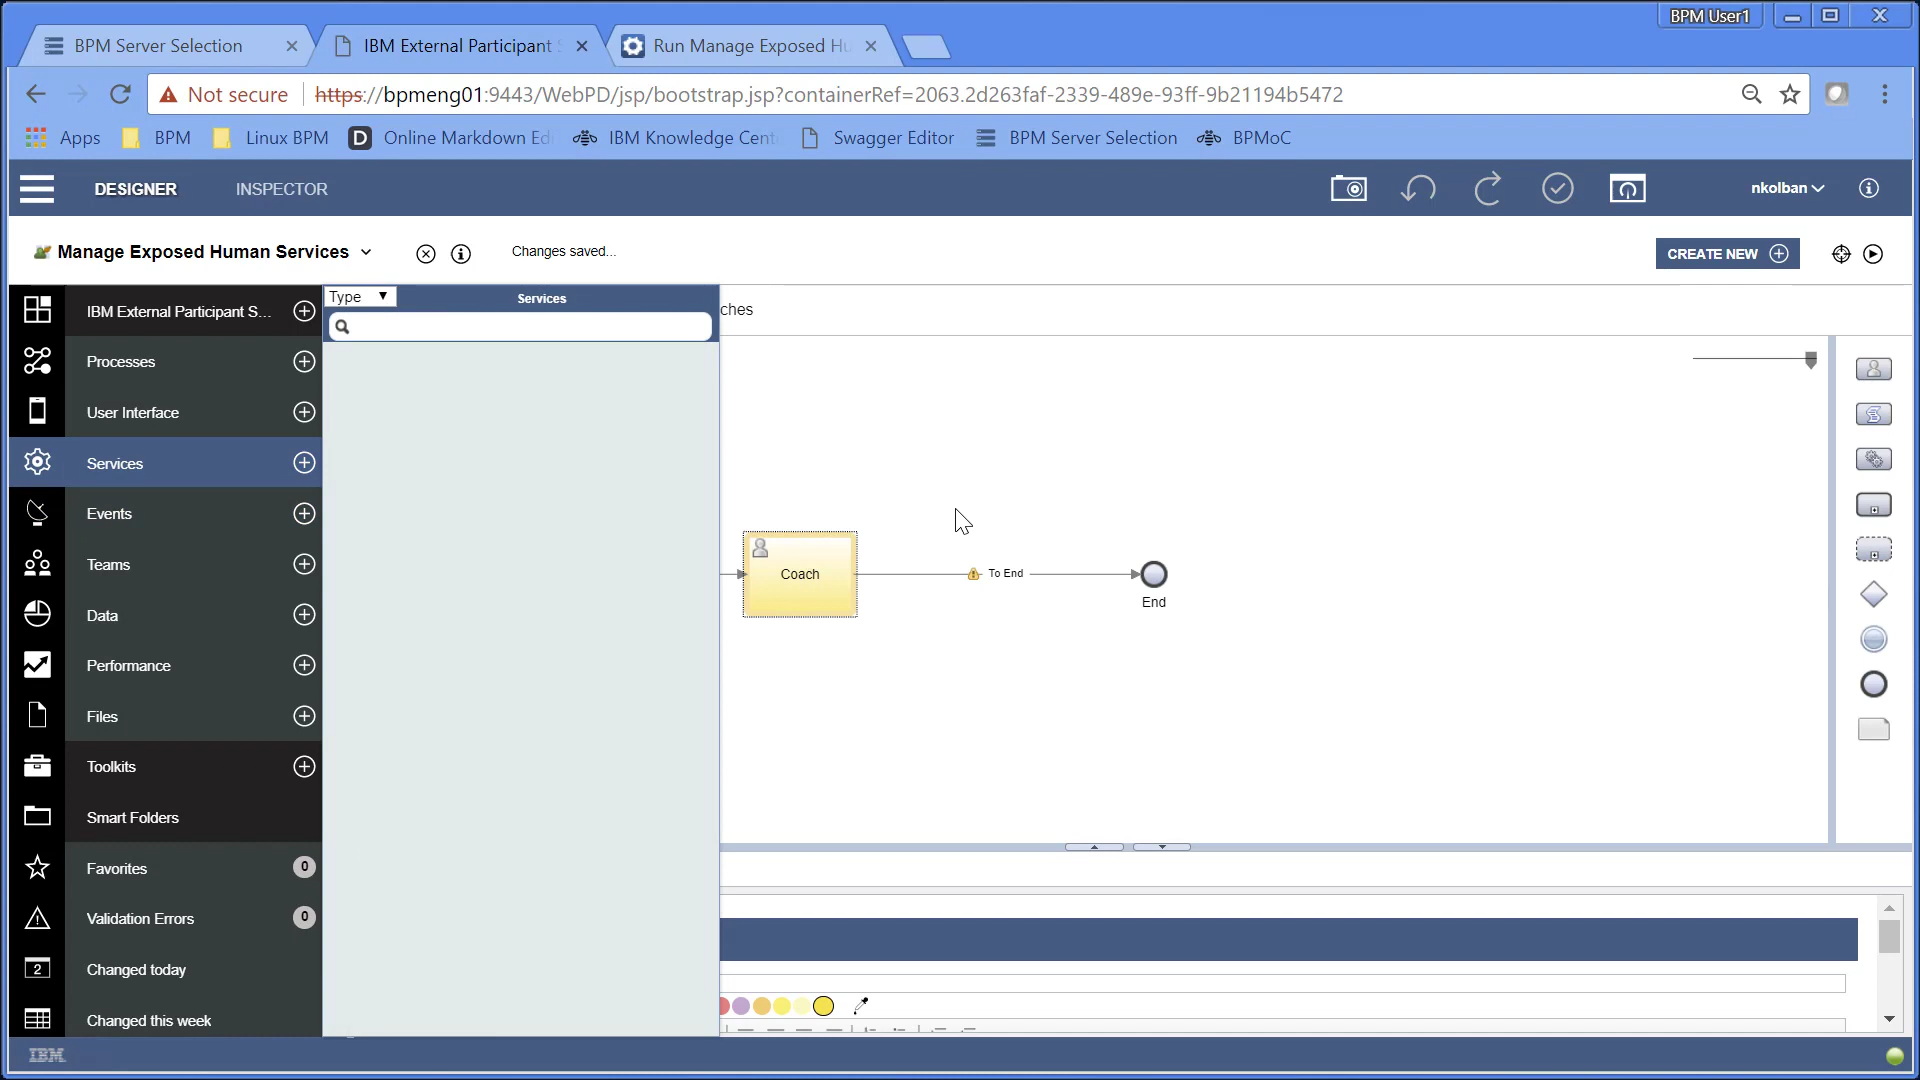 BPM User1
BPM Server Selection
IBM External Participant
Run Manage Exposed Hu
Not secure
https://bpmeng01:9443/WebPD/jsp/bootstrap.jsp?containerRef=2063.2d263faf-2339-489e-93ff-9b21194b5472
Apps
BPM
Linux BPM
D
Online Markdown Edi
IBM Knowledge Cent
Swagger Editor
BPM Server Selection
BPMoC
DESIGNER
INSPECTOR
nkolban
Manage Exposed Human Services
Changes saved...
CREATE NEW
IBM External Participant S...
Type
Services
ches
Processes
User Interface
Services
Events
Teams
Data
Performance
Files
Toolkits
Smart Folders
Favorites
0
Validation Errors
0
2
Changed today
Changed this week
Coach
To End
End
IBM